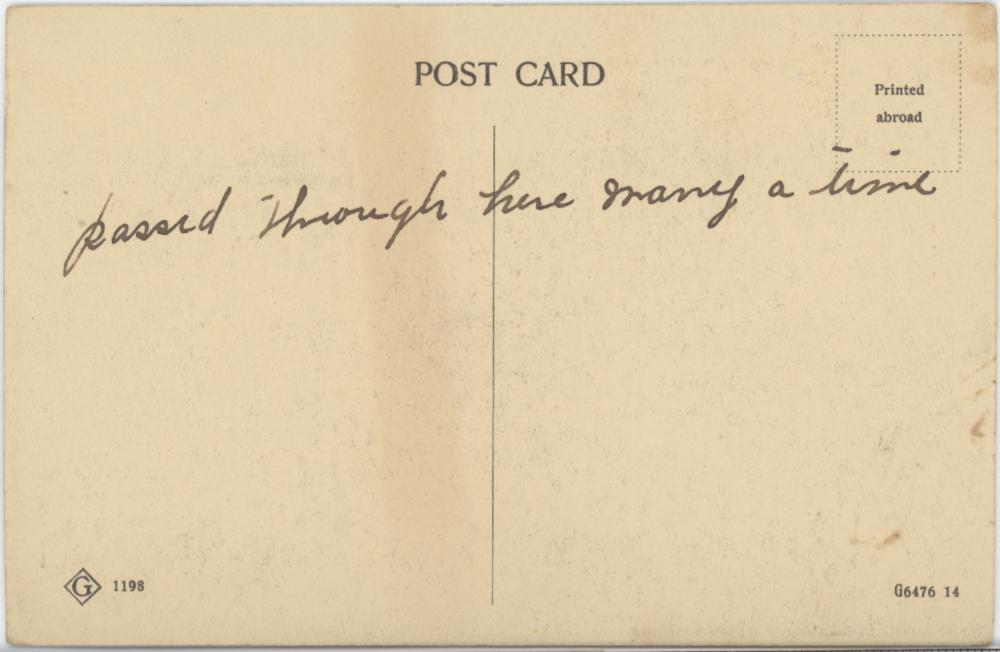 POST CARD
Printed
abroad
passed through here many a time
G 1198
G6476 14